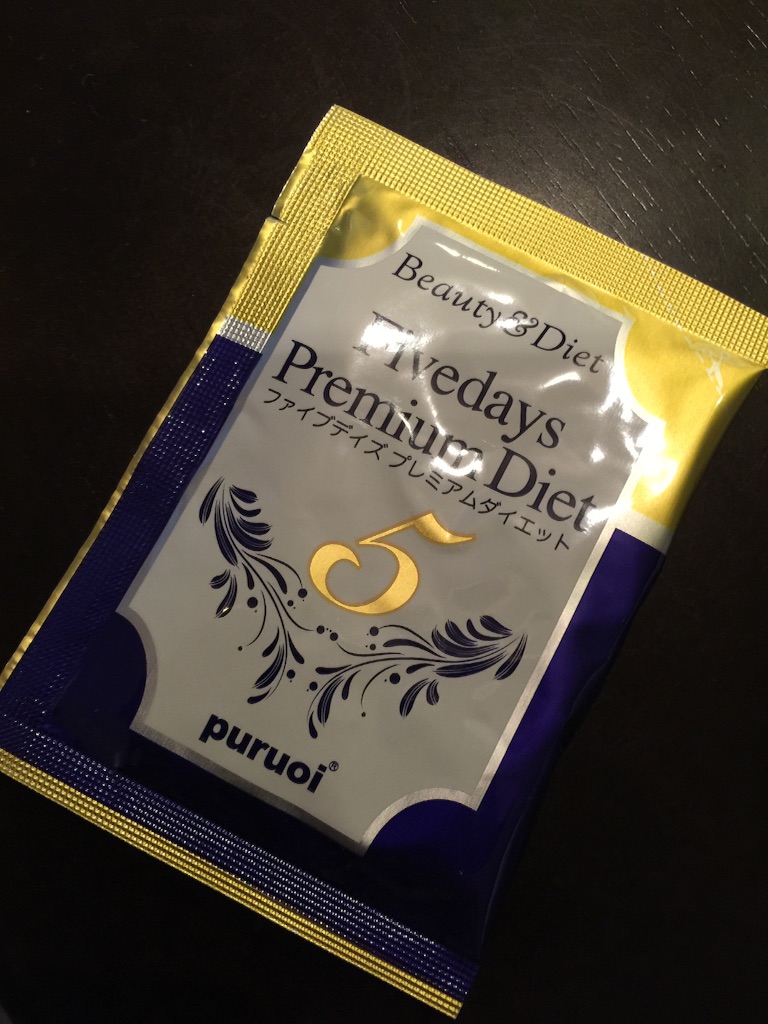 Beauty & Diet
Fivedays
Premium Diet
ファイブデイズ プレミアムダイエット
5
puruoi®